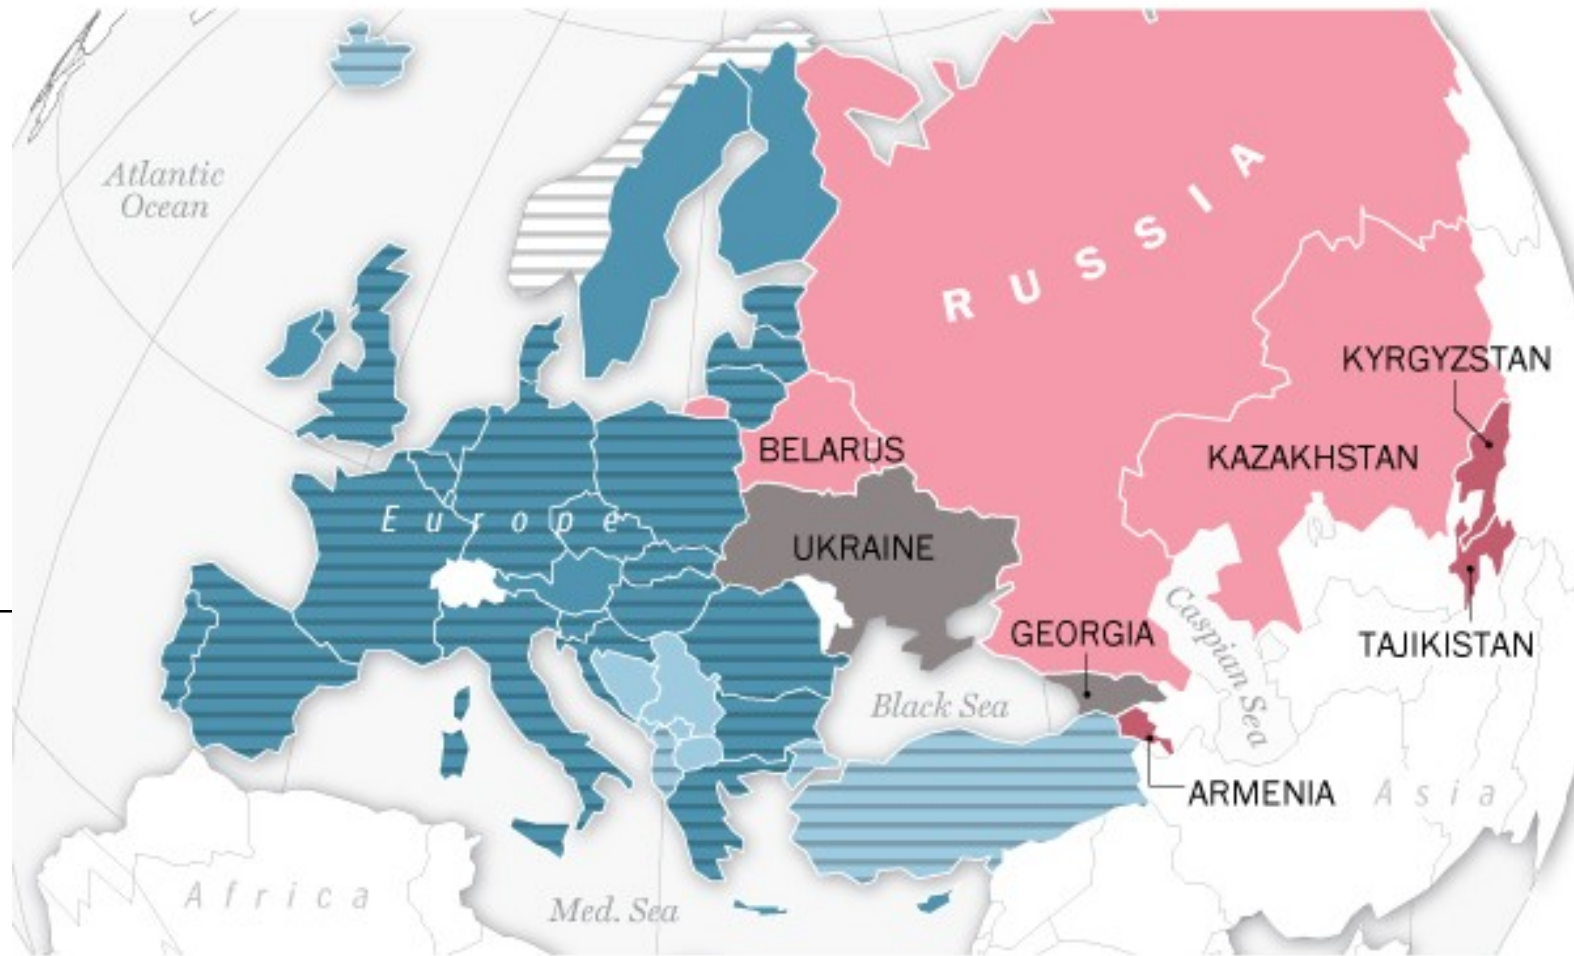 Atlantic
Ocean
RUSSIA
KYRGYZSTAN
BELARUS
KAZAKHSTAN
Europe
UKRAINE
Caspian Sea
GEORGIA
TAJIKISTAN
Black Sea
ARMENIA
Asia
Africa
Med. Sea